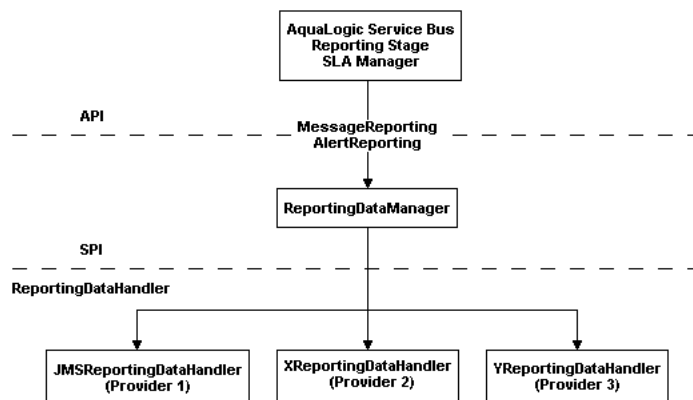 AquaLogic Service Bus
Reporting Stage
SLA Manager
API
MessageReporting
AlertReporting
ReportingDataManager
SPI
ReportingDataHandler
JMSReportingDataHandler
(Provider 1)
XReportingDataHandler
(Provider 2)
YReportingDataHandler
(Provider 3)